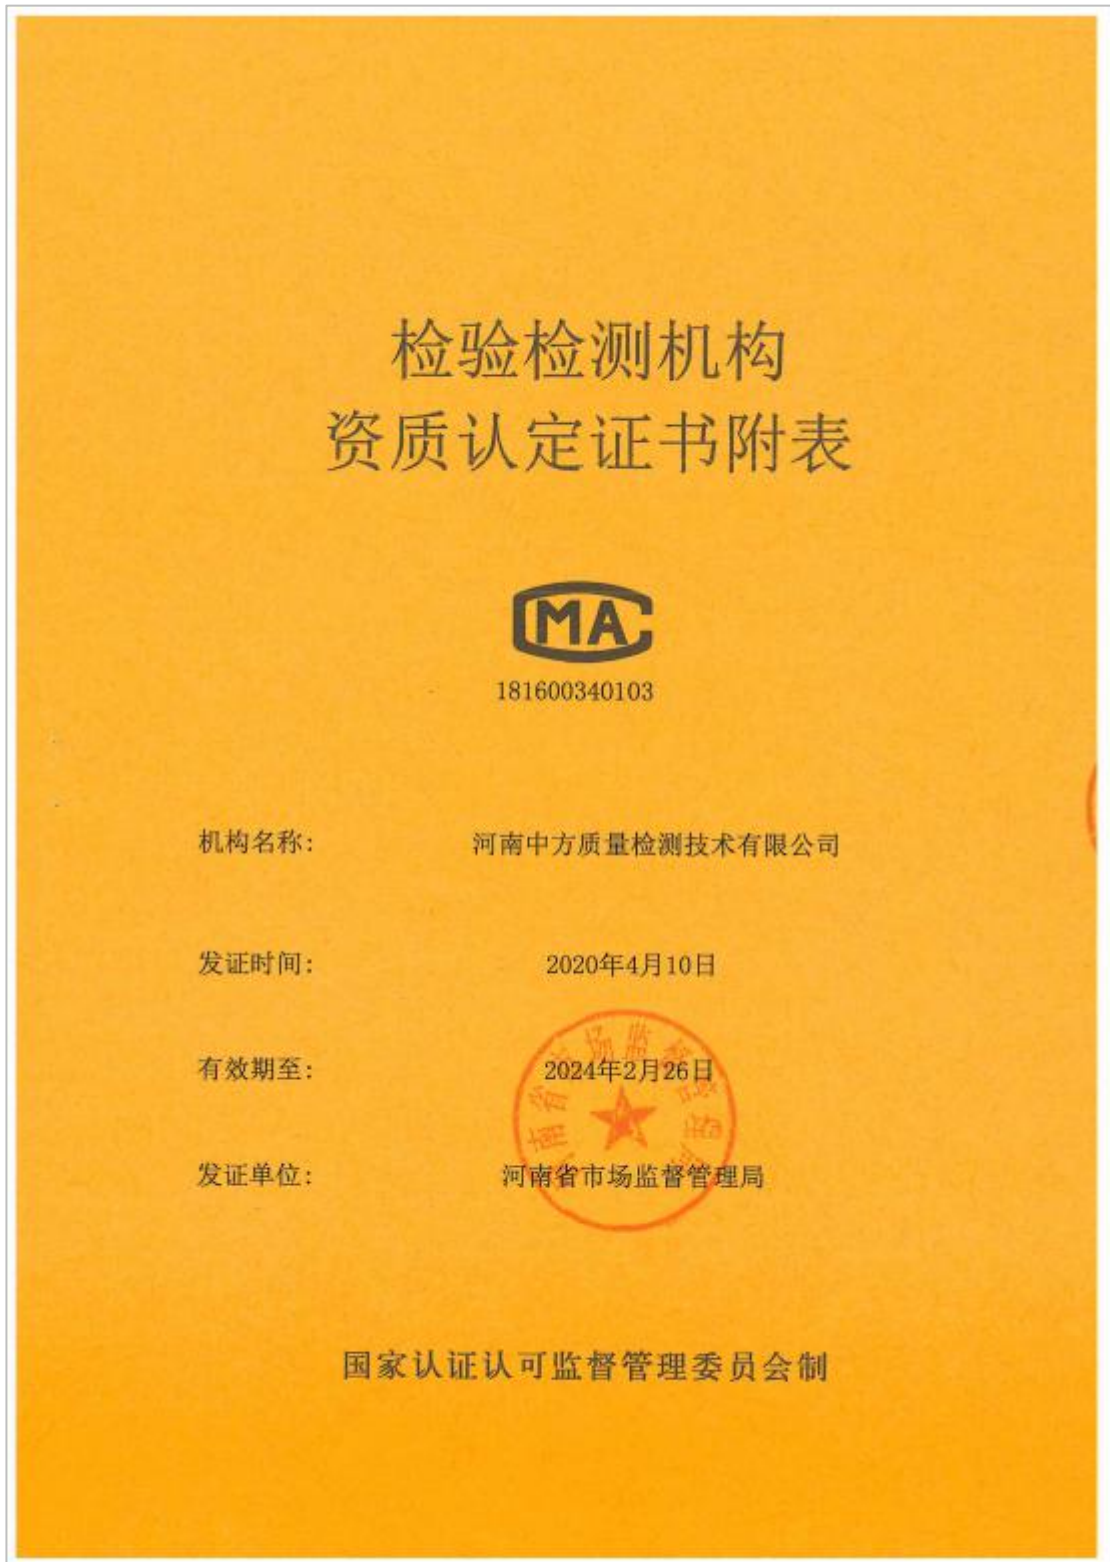 检验检测机构
资质认定证书附表
CMA
181600340103
机构名称: 河南中方质量检测技术有限公司
发证时间: 2020年4月10日
有效期至: 2024年2月26日
发证单位: 河南省市场监督管理局
国家认证认可监督管理委员会制